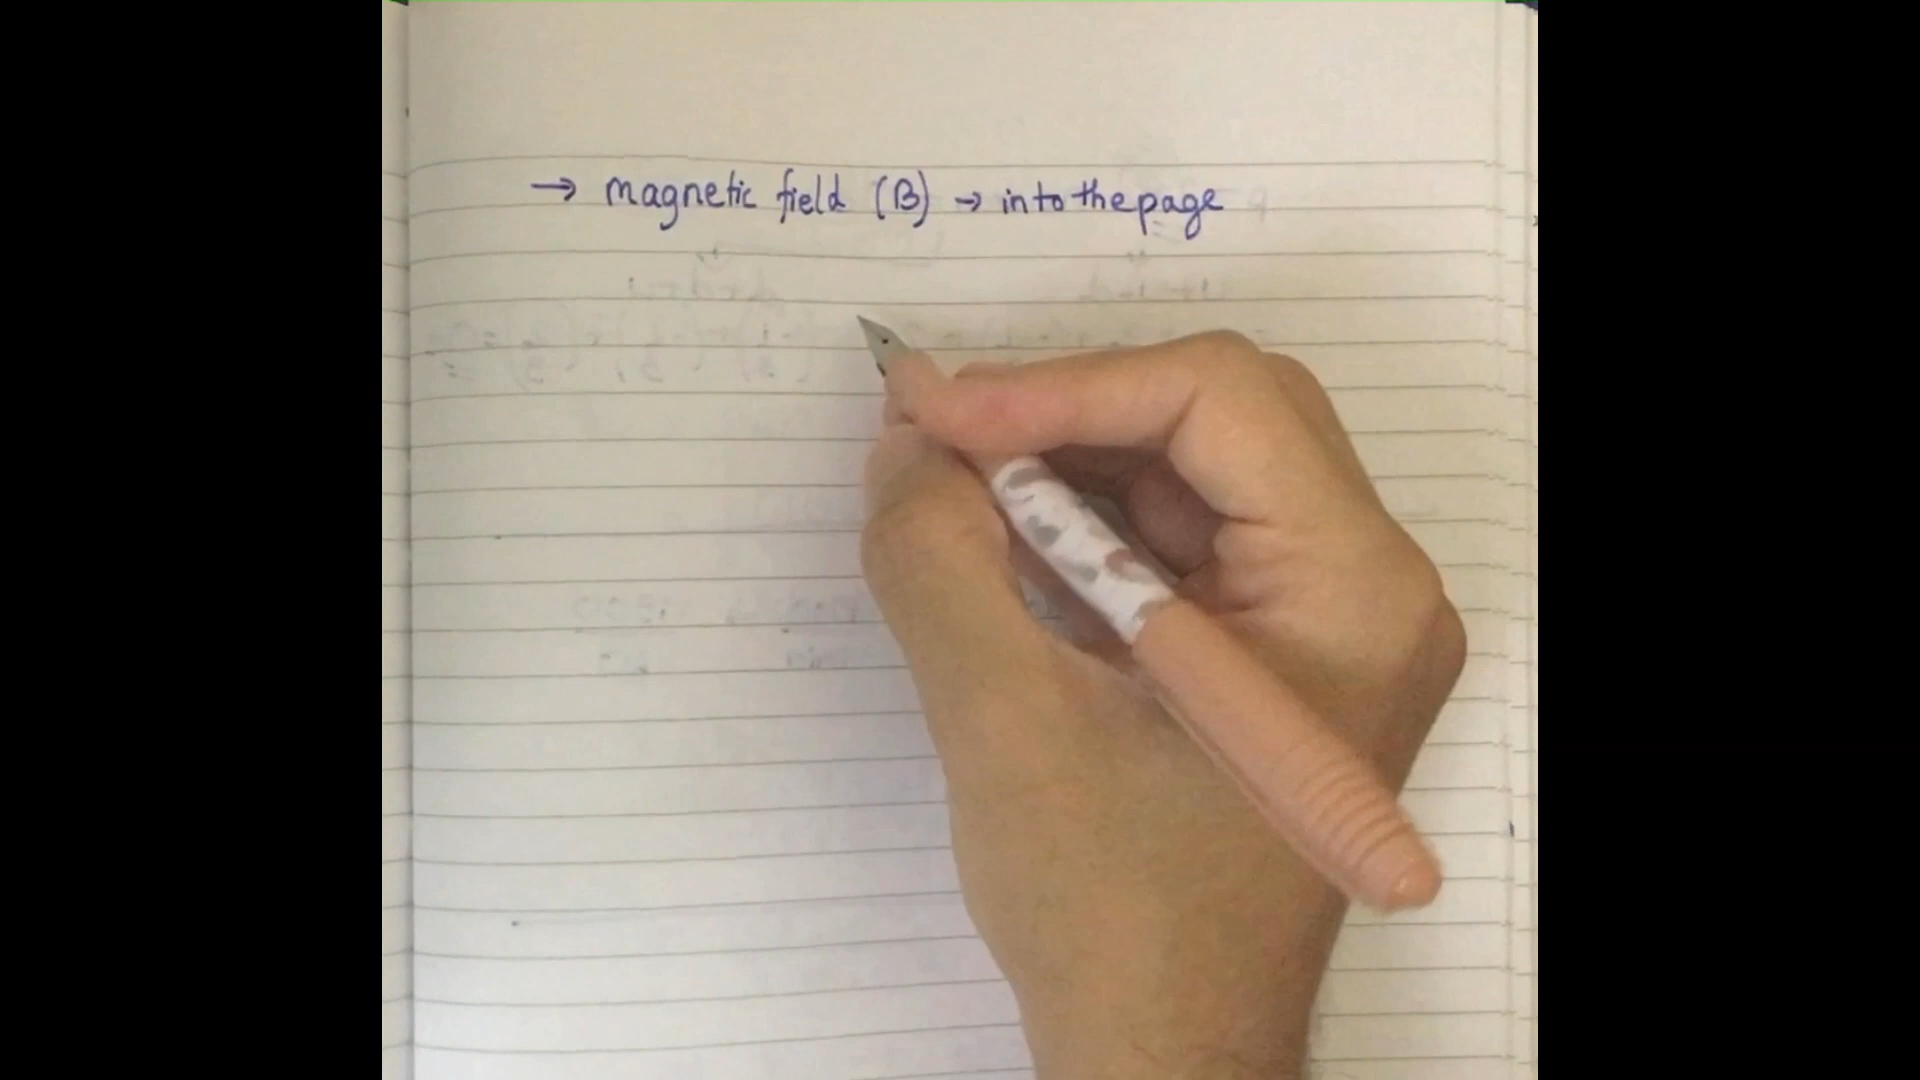 → magnetic field (B) → into the page